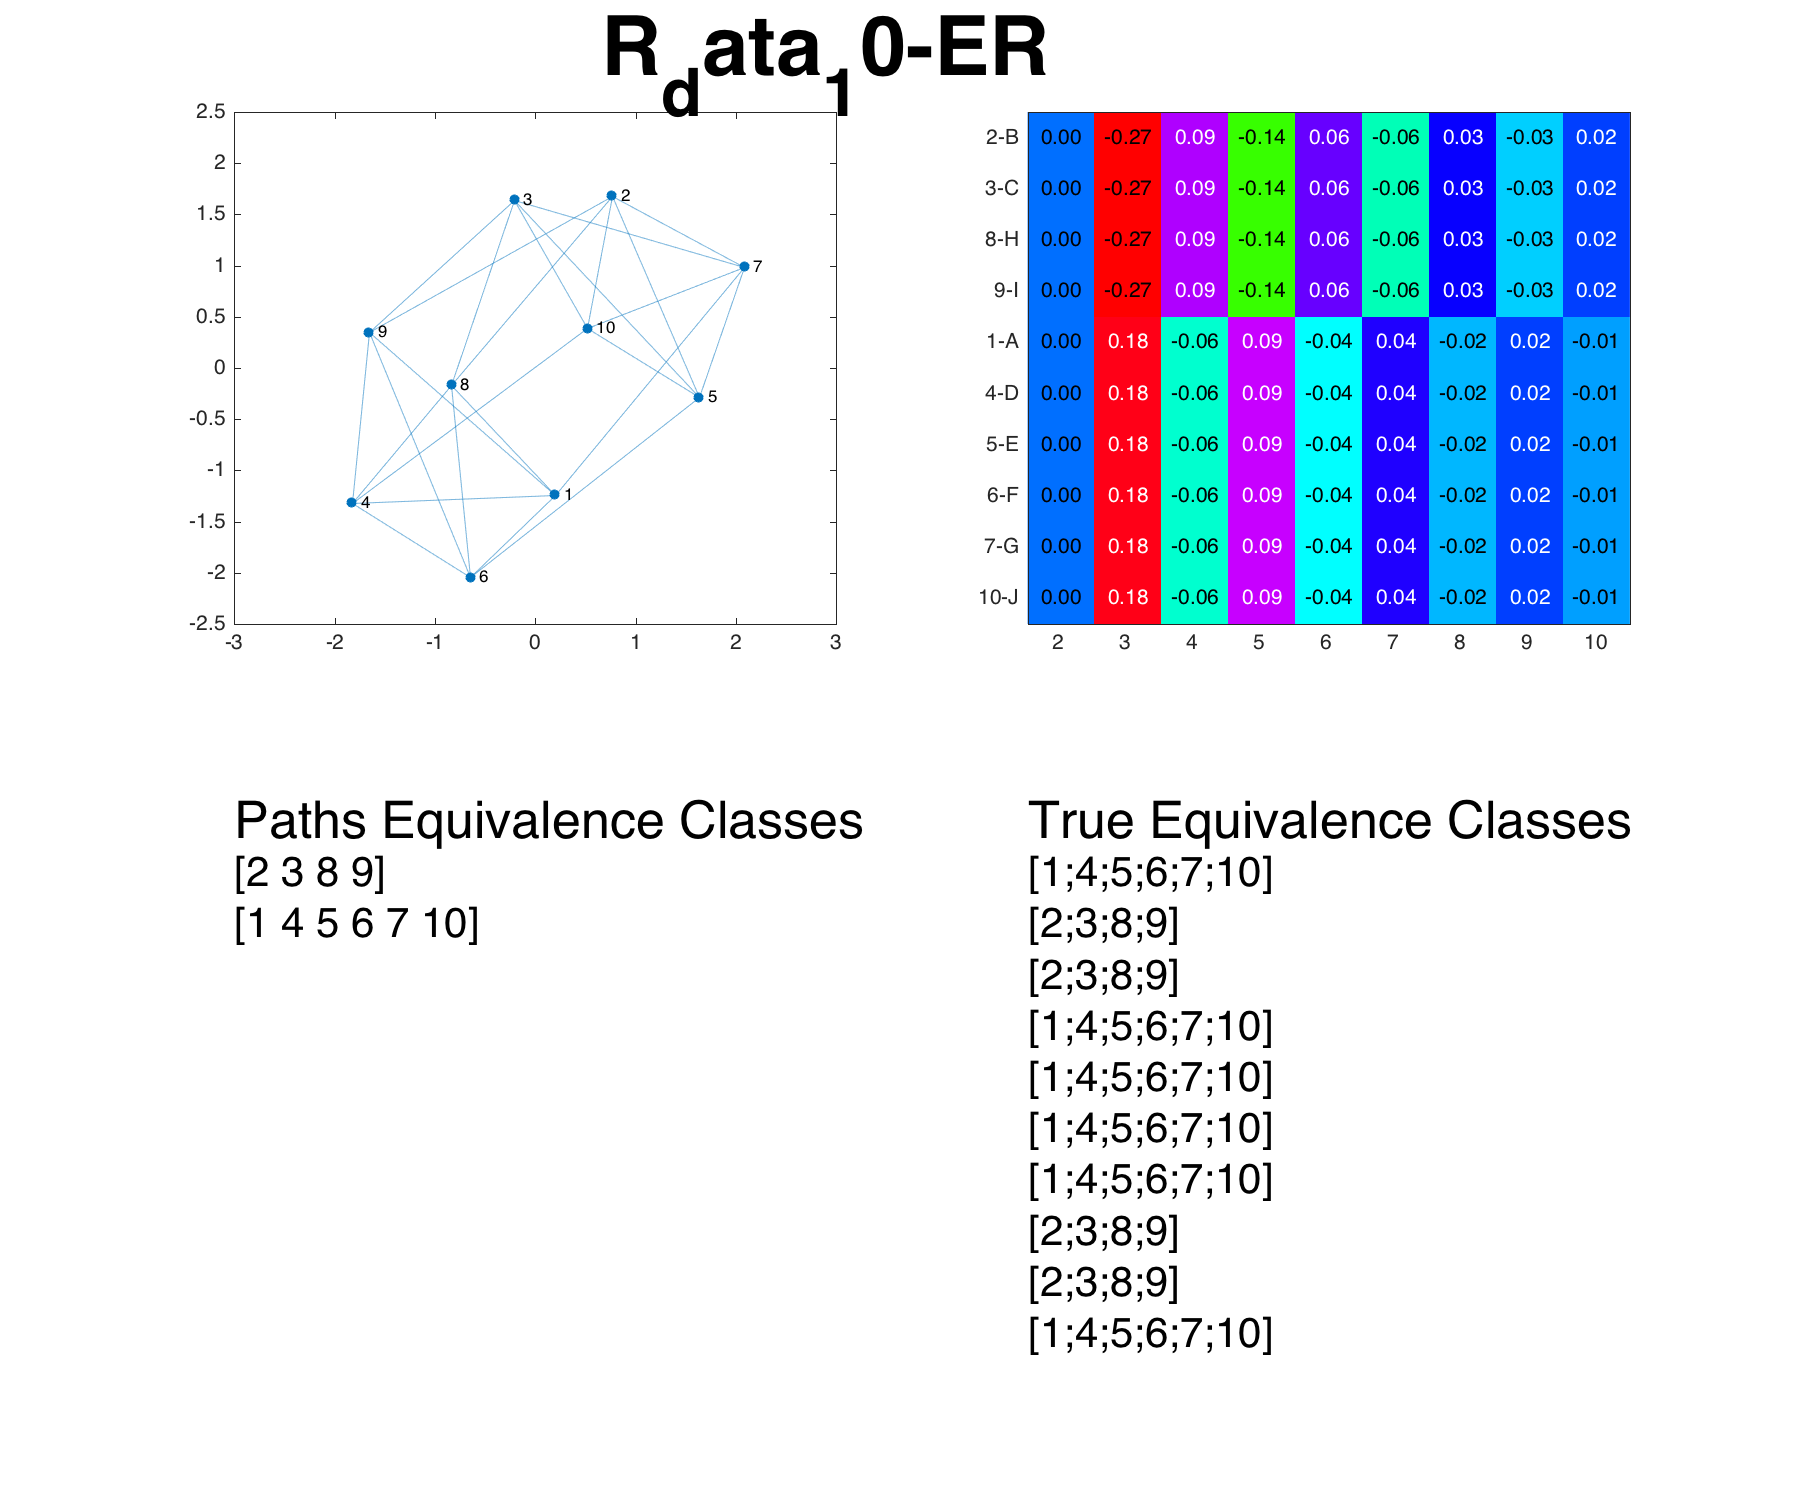 R_data_10-ER
2.5
2
1.5
1
0.5
0
-0.5
-1
-1.5
-2
-2.5
-3 -2 -1 0 1 2 3
3
2
7
9
10
8
5
4
1
6
2-B 0.00 -0.27 0.09 -0.14 0.06 -0.06 0.03 -0.03 0.02
3-C 0.00 -0.27 0.09 -0.14 0.06 -0.06 0.03 -0.03 0.02
8-H 0.00 -0.27 0.09 -0.14 0.06 -0.06 0.03 -0.03 0.02
9-I 0.00 -0.27 0.09 -0.14 0.06 -0.06 0.03 -0.03 0.02
1-A 0.00 0.18 -0.06 0.09 -0.04 0.04 -0.02 0.02 -0.01
4-D 0.00 0.18 -0.06 0.09 -0.04 0.04 -0.02 0.02 -0.01
5-E 0.00 0.18 -0.06 0.09 -0.04 0.04 -0.02 0.02 -0.01
6-F 0.00 0.18 -0.06 0.09 -0.04 0.04 -0.02 0.02 -0.01
7-G 0.00 0.18 -0.06 0.09 -0.04 0.04 -0.02 0.02 -0.01
10-J 0.00 0.18 -0.06 0.09 -0.04 0.04 -0.02 0.02 -0.01
2 3 4 5 6 7 8 9 10
Paths Equivalence Classes
[2 3 8 9]
[1 4 5 6 7 10]
True Equivalence Classes
[1;4;5;6;7;10]
[2;3;8;9]
[2;3;8;9]
[1;4;5;6;7;10]
[1;4;5;6;7;10]
[1;4;5;6;7;10]
[1;4;5;6;7;10]
[2;3;8;9]
[2;3;8;9]
[1;4;5;6;7;10]